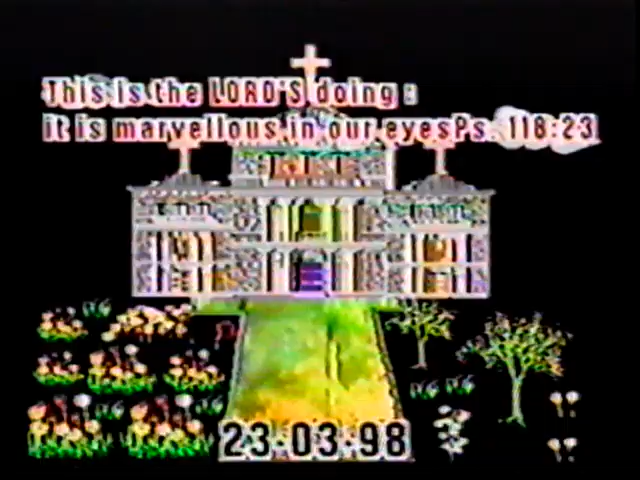 This is the LORD'S doing :
it is marvellous in our eyesPs. 118:23
23-03-98